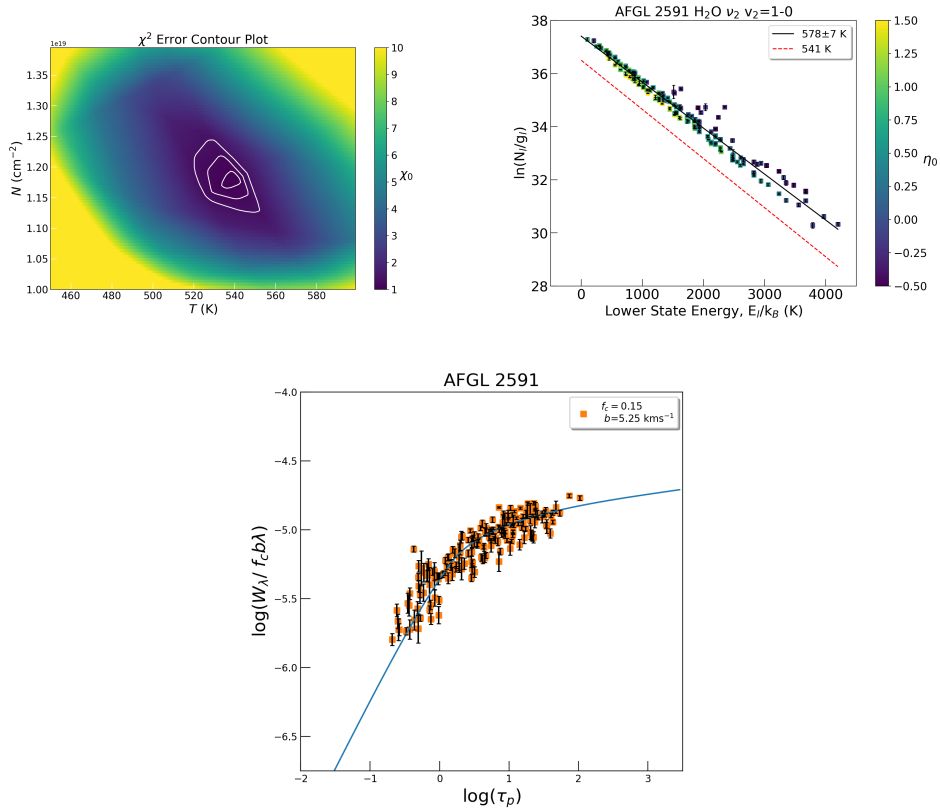 χ² Error Contour Plot
1e19
1.35
1.30
1.25
1.20
1.15
1.10
1.05
1.00
N (cm⁻²)
460 480 500 520 540 560 580
T (K)
10
9
8
7
6
5
4
3
2
1
χ₀
AFGL 2591 H₂O ν₂ v₂=1-0
578±7 K
541 K
38
36
34
32
30
28
ln(Nₗ/gₗ)
0 1000 2000 3000 4000
Lower State Energy, Eₗ/k_B (K)
1.50
1.25
1.00
0.75
0.50
0.25
0.00
−0.25
−0.50
η₀
AFGL 2591
f_c = 0.15
b=5.25 kms⁻¹
−4.0
−4.5
−5.0
−5.5
−6.0
−6.5
log(W_λ/ f_cbλ)
−2 −1 0 1 2 3
log(τ_p)